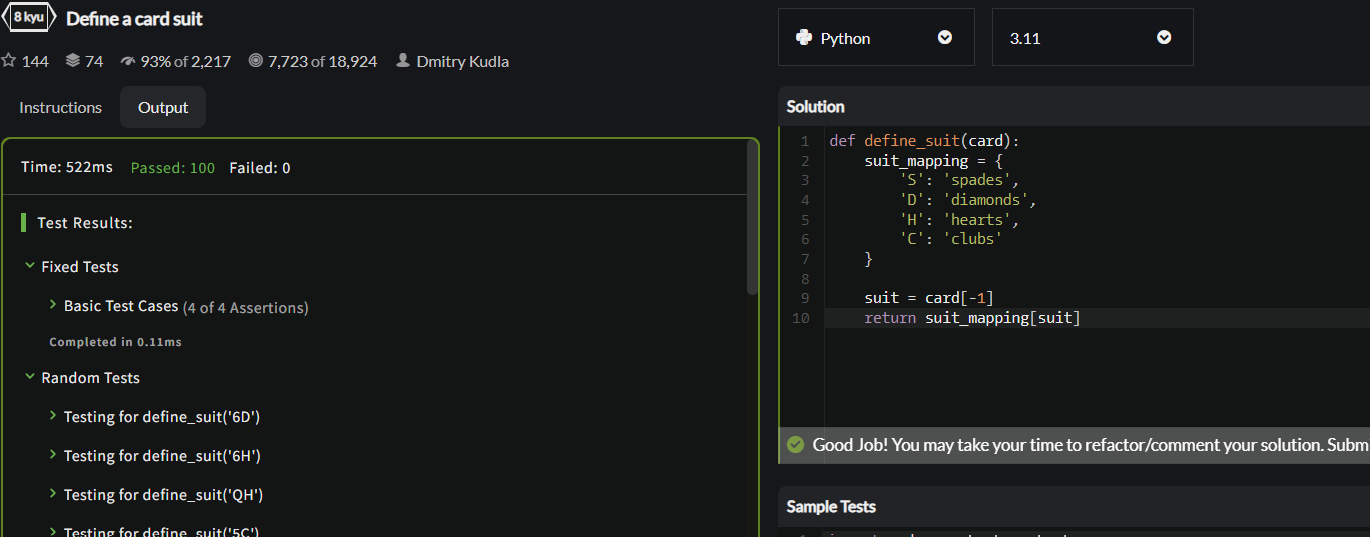 8 kyu Define a card suit
144 74 93% of 2,217 7,723 of 18,924 Dmitry Kudla
Instructions Output
Time: 522ms Passed: 100 Failed: 0
Test Results:
Fixed Tests
Basic Test Cases (4 of 4 Assertions)
Completed in 0.11ms
Random Tests
Testing for define_suit('6D')
Testing for define_suit('6H')
Testing for define_suit('QH')
Testing for define_suit('5C')
Python 3.11
Solution
1 def define_suit(card):
2 suit_mapping = {
3 'S': 'spades',
4 'D': 'diamonds',
5 'H': 'hearts',
6 'C': 'clubs'
7 }
8
9 suit = card[-1]
10 return suit_mapping[suit]
Good Job! You may take your time to refactor/comment your solution. Subm
Sample Tests